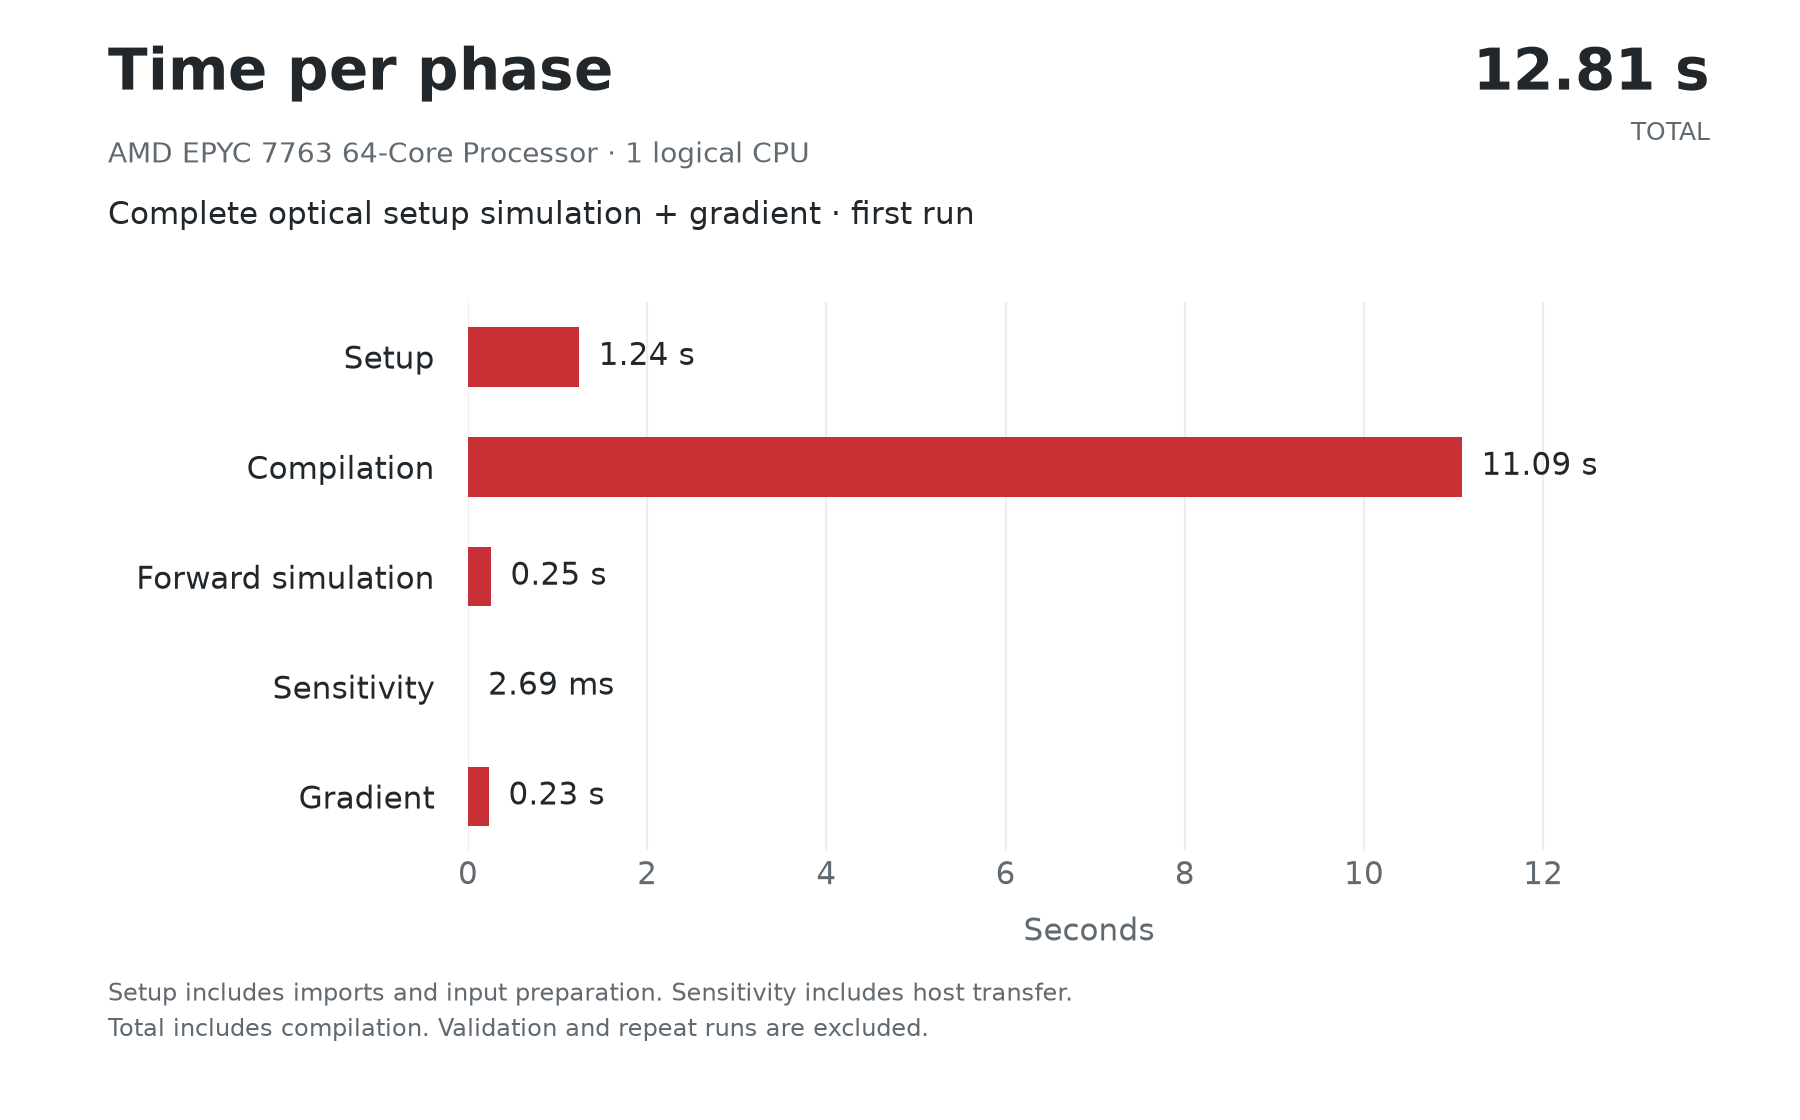 Time per phase
12.81 s
TOTAL
AMD EPYC 7763 64-Core Processor · 1 logical CPU
Complete optical setup simulation + gradient · first run
Setup 1.24 s
Compilation 11.09 s
Forward simulation 0.25 s
Sensitivity 2.69 ms
Gradient 0.23 s
0 2 4 6 8 10 12
Seconds
Setup includes imports and input preparation. Sensitivity includes host transfer.
Total includes compilation. Validation and repeat runs are excluded.